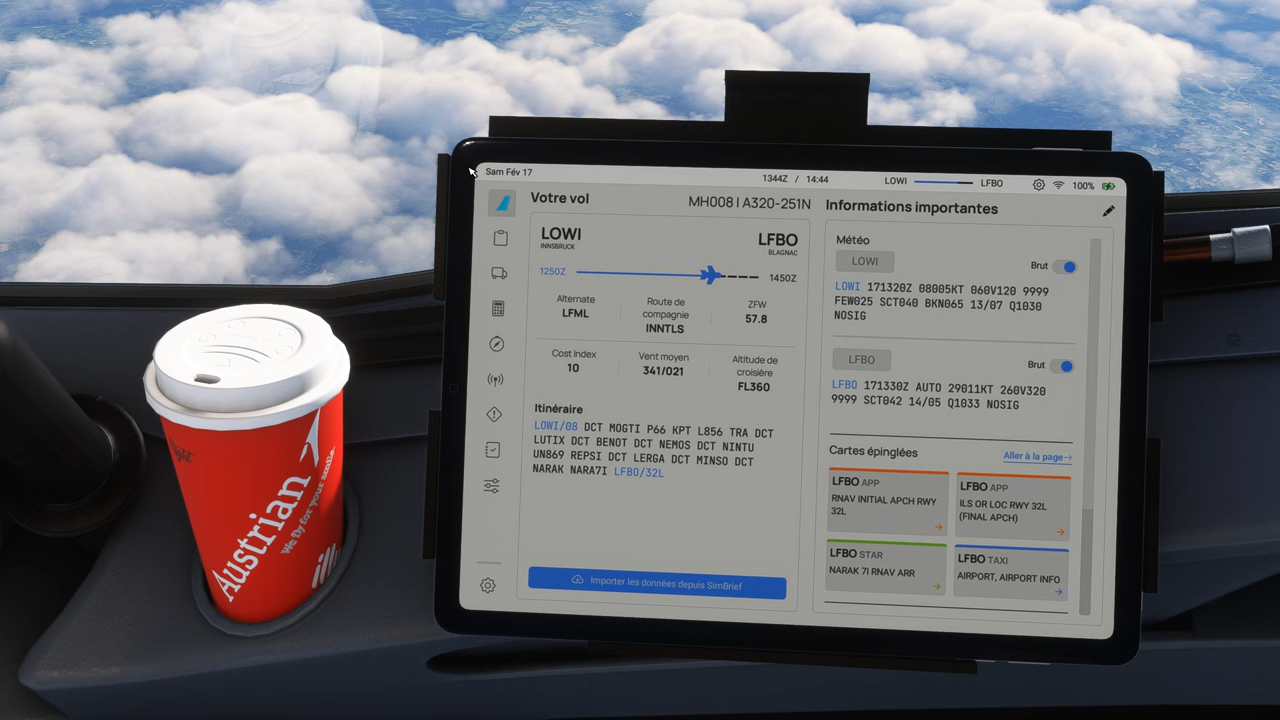 Sam Fév 17
1344Z / 14:44
LOWI
LFBO
100%
Votre vol
MH008 | A320-251N
LOWI
INNSBRUCK
LFBO
BLAGNAC
1250Z
1450Z
Alternate
LFML
Route de
compagnie
INNTLS
ZFW
57.8
Cost Index
10
Vent moyen
341/021
Altitude de
croisière
FL360
Itinéraire
LOWI/08 DCT MOGTI P66 KPT L856 TRA DCT
LUTIX DCT BENOT DCT NEMOS DCT NINTU
UN869 REPSI DCT LERGA DCT MINSO DCT
NARAK NARA7I LFBO/32L
Importer les données depuis SimBrief
Informations importantes
Météo
LOWI
Brut
LOWI 171320Z 08005KT 060V120 9999
FEW025 SCT040 BKN065 13/07 Q1030
NOSIG
LFBO
Brut
LFBO 171330Z AUTO 29011KT 260V320
9999 SCT042 14/05 Q1033 NOSIG
Cartes épinglées
Aller à la page→
LFBO APP
RNAV INITIAL APCH RWY
32L
LFBO APP
ILS OR LOC RWY 32L
(FINAL APCH)
LFBO STAR
NARAK 7I RNAV ARR
LFBO TAXI
AIRPORT, AIRPORT INFO
Austrian
We fly for your smile.